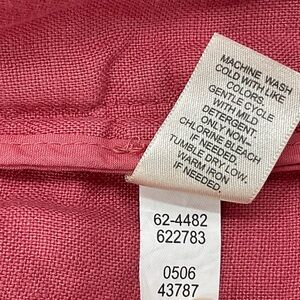 MACHINE WASH
COLD WITH LIKE
COLORS.
GENTLE CYCLE
WITH MILD
DETERGENT.
ONLY NON-
CHLORINE BLEACH
IF NEEDED.
TUMBLE DRY LOW.
WARM IRON
IF NEEDED.
62-4482
622783
0506
43787